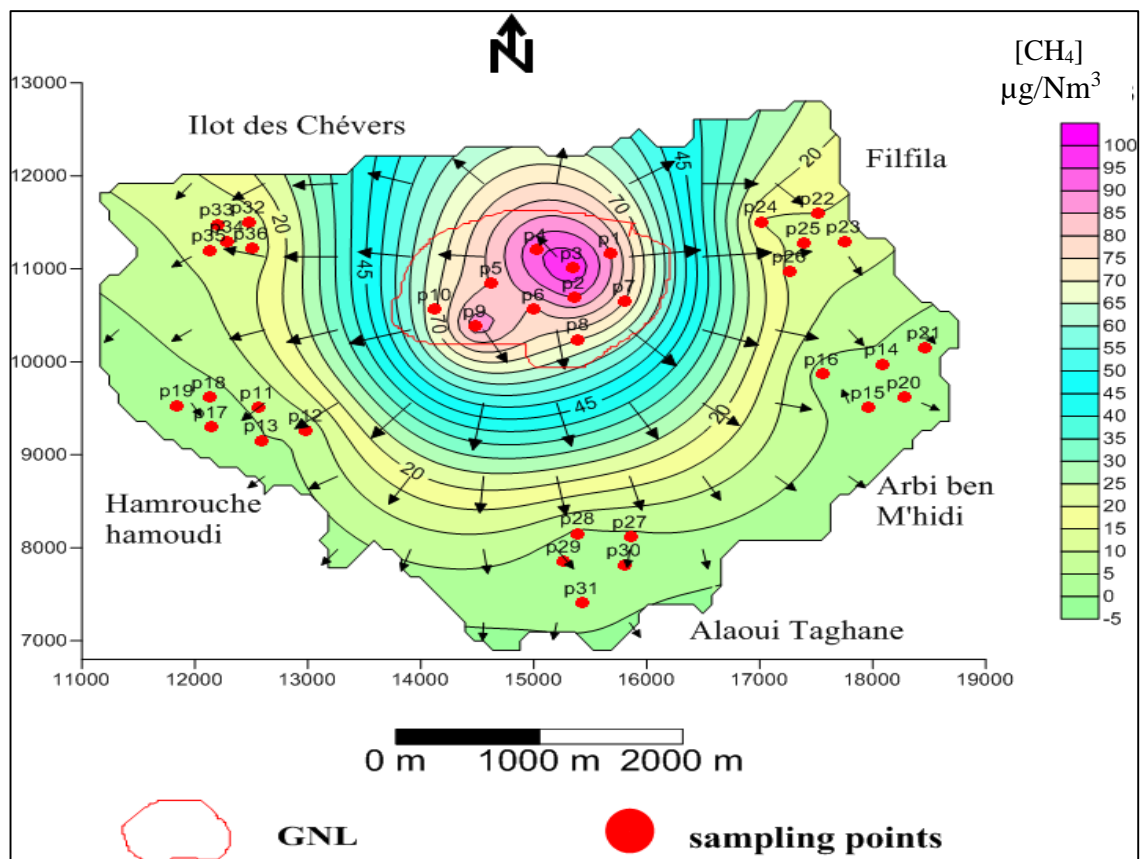 N
[CH₄]
µg/Nm³
Ilot des Chévers
Filfila
13000
12000
11000
10000
9000
8000
7000
11000 12000 13000 14000 15000 16000 17000 18000 19000
45
45
45
20
20
20
20
70
70
70
p33 p32
p34
p35 p36
p4
p1
p3
p5
p2
p10
p6
p7
p9
p8
p24
p22
p25
p23
p26
p21
p16
p14
p15
p20
p19
p18
p11
p17
p12
p13
p28
p27
p29
p30
p31
100
95
90
85
80
75
70
65
60
55
50
45
40
35
30
25
20
15
10
5
0
-5
Hamrouche
hamoudi
Arbi ben
M'hidi
Alaoui Taghane
0 m 1000 m 2000 m
GNL
sampling points